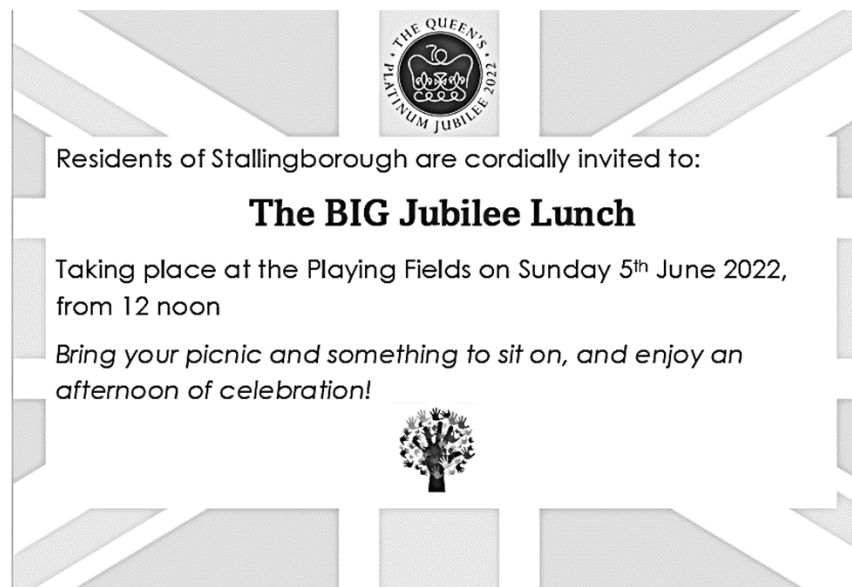 THE QUEEN'S
PLATINUM JUBILEE 2022
70
Residents of Stallingborough are cordially invited to:
The BIG Jubilee Lunch
Taking place at the Playing Fields on Sunday 5th June 2022,
from 12 noon
Bring your picnic and something to sit on, and enjoy an
afternoon of celebration!